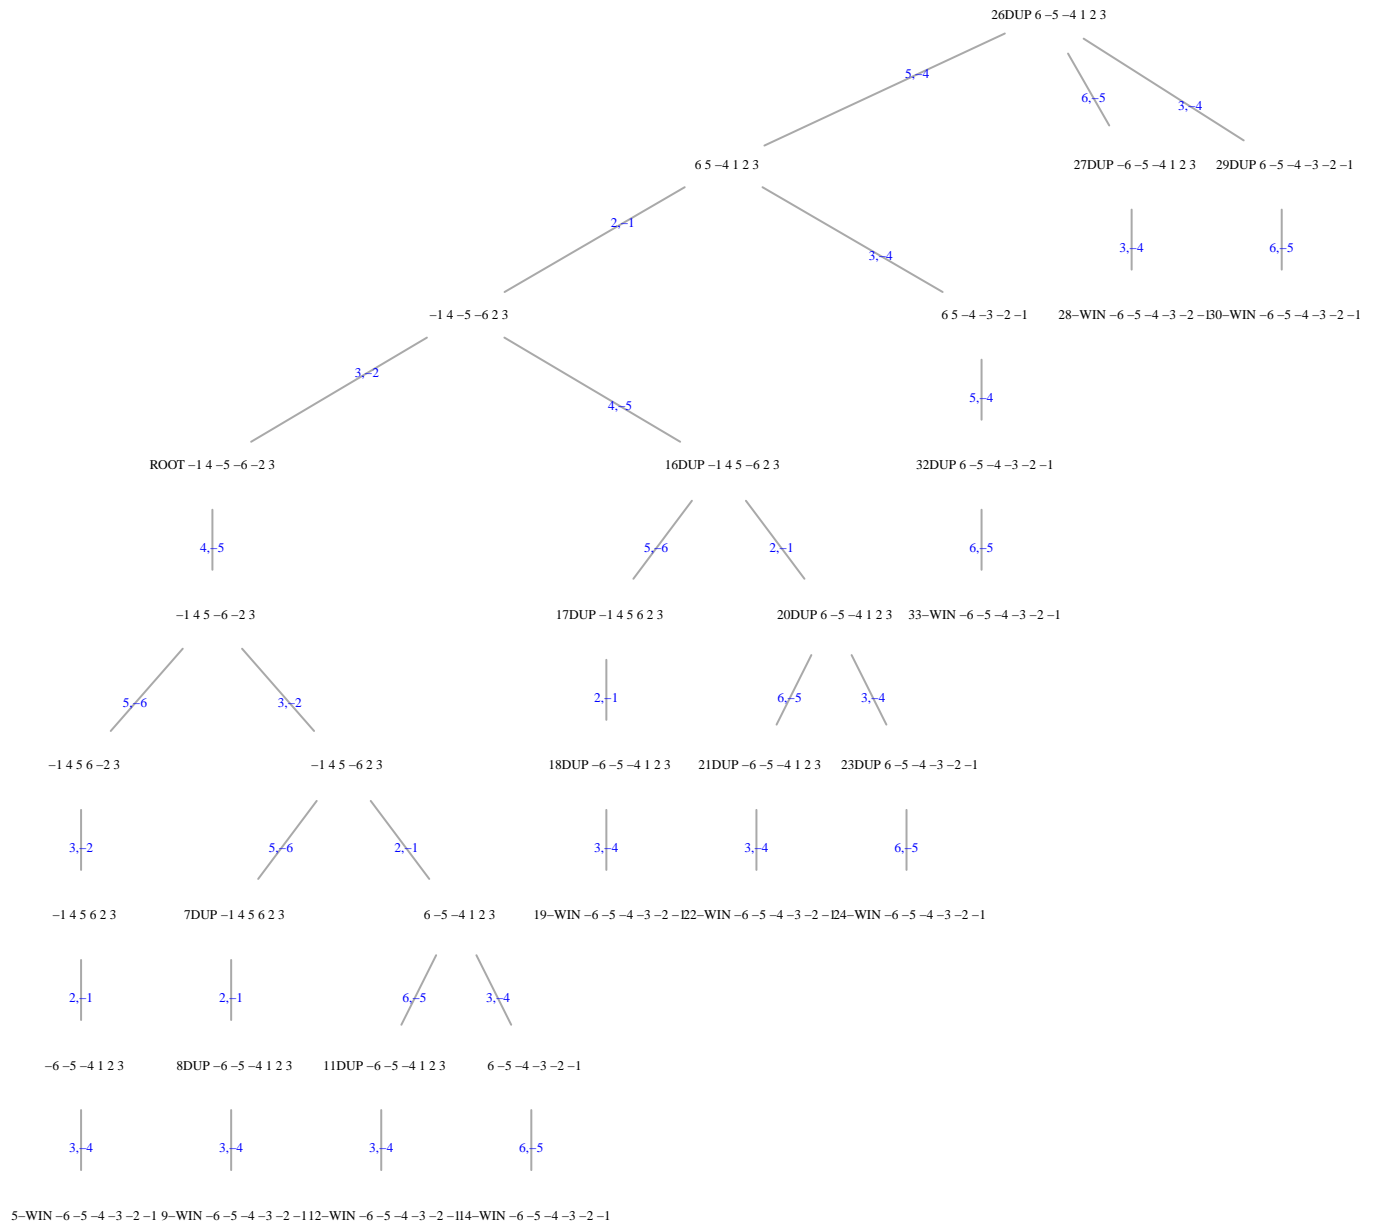 26DUP 6 −5 −4 1 2 3
5,−4
6,−5
3,−4
6 5 −4 1 2 3
27DUP −6 −5 −4 1 2 3
29DUP 6 −5 −4 −3 −2 −1
2,−1
3,−4
3,−4
6,−5
−1 4 −5 −6 2 3
6 5 −4 −3 −2 −1
28−WIN −6 −5 −4 −3 −2 −1
30−WIN −6 −5 −4 −3 −2 −1
3,−2
4,−5
5,−4
ROOT −1 4 −5 −6 −2 3
16DUP −1 4 5 −6 2 3
32DUP 6 −5 −4 −3 −2 −1
4,−5
5,−6
2,−1
6,−5
−1 4 5 −6 −2 3
17DUP −1 4 5 6 2 3
20DUP 6 −5 −4 1 2 3
33−WIN −6 −5 −4 −3 −2 −1
5,−6
3,−2
2,−1
6,−5
3,−4
−1 4 5 6 −2 3
−1 4 5 −6 2 3
18DUP −6 −5 −4 1 2 3
21DUP −6 −5 −4 1 2 3
23DUP 6 −5 −4 −3 −2 −1
3,−2
5,−6
2,−1
3,−4
3,−4
6,−5
−1 4 5 6 2 3
7DUP −1 4 5 6 2 3
6 −5 −4 1 2 3
19−WIN −6 −5 −4 −3 −2 −1
22−WIN −6 −5 −4 −3 −2 −1
24−WIN −6 −5 −4 −3 −2 −1
2,−1
2,−1
6,−5
3,−4
−6 −5 −4 1 2 3
8DUP −6 −5 −4 1 2 3
11DUP −6 −5 −4 1 2 3
6 −5 −4 −3 −2 −1
3,−4
3,−4
3,−4
6,−5
5−WIN −6 −5 −4 −3 −2 −1
9−WIN −6 −5 −4 −3 −2 −1
12−WIN −6 −5 −4 −3 −2 −1
14−WIN −6 −5 −4 −3 −2 −1